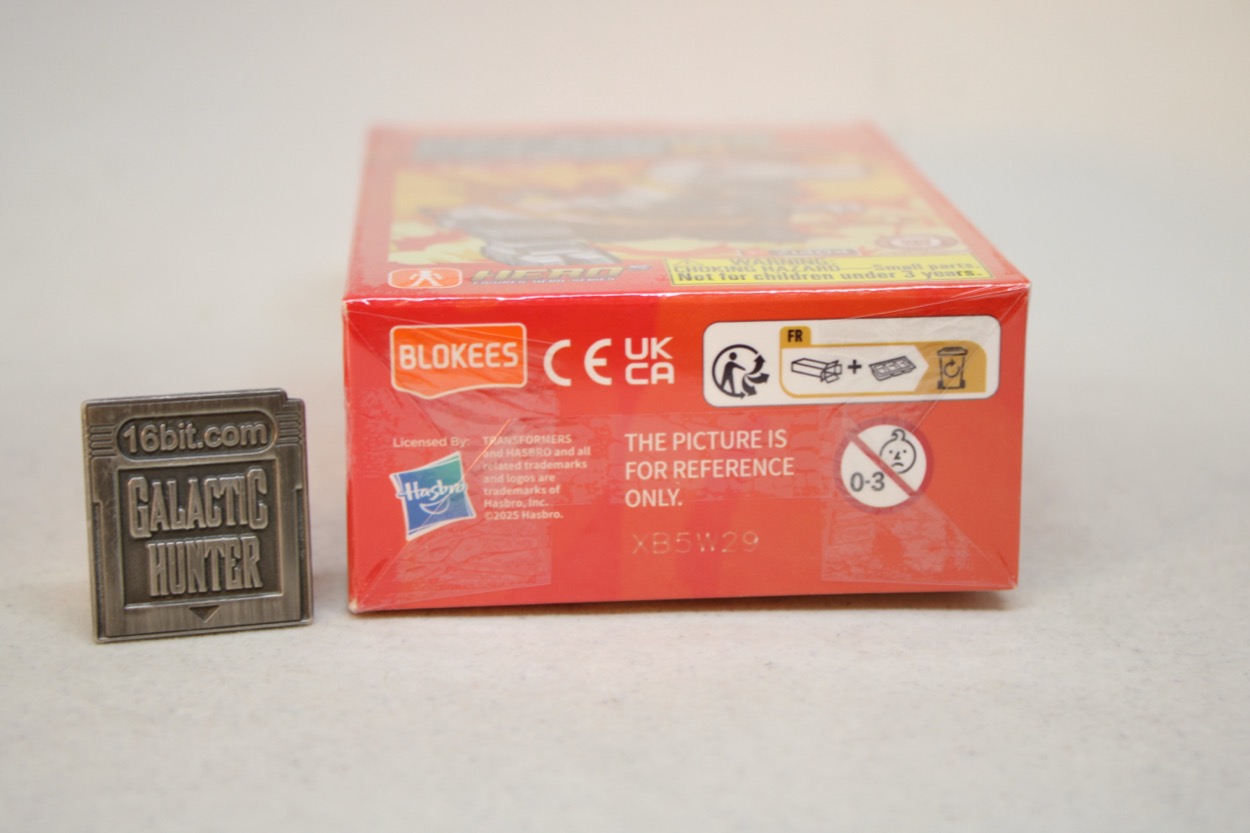 16bit.com
GALACTIC
HUNTER
HERO
WARNING:
CHOKING HAZARD——Small parts.
Not for children under 3 years.
BLOKEES
CE
UK
CA
FR
Licensed By:
Hasbro
TRANSFORMERS
and HASBRO and all
related trademarks
and logos are
trademarks of
Hasbro, Inc.
©2025 Hasbro.
THE PICTURE IS
FOR REFERENCE
ONLY.
0-3
XB5W29